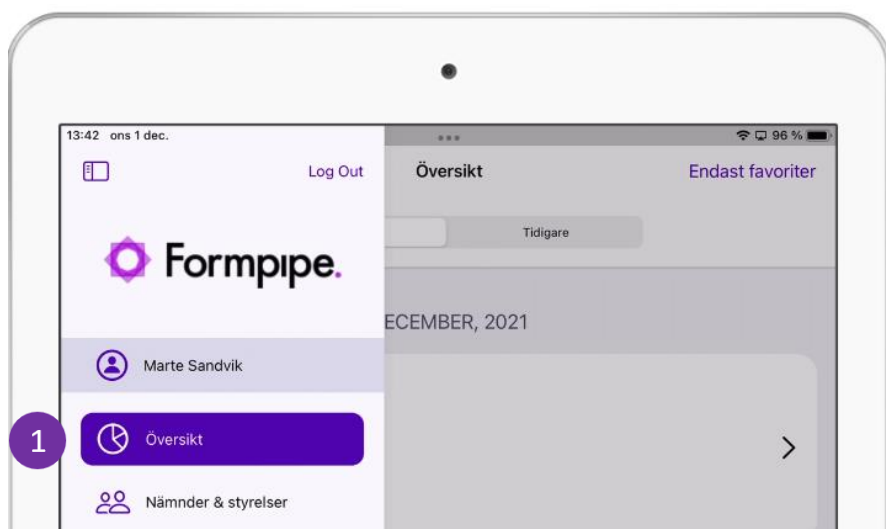 13:42 ons 1 dec.
96 %
Log Out
Översikt
Endast favoriter
Tidigare
Formpipe.
ECEMBER, 2021
Marte Sandvik
1
Översikt
Nämnder & styrelser